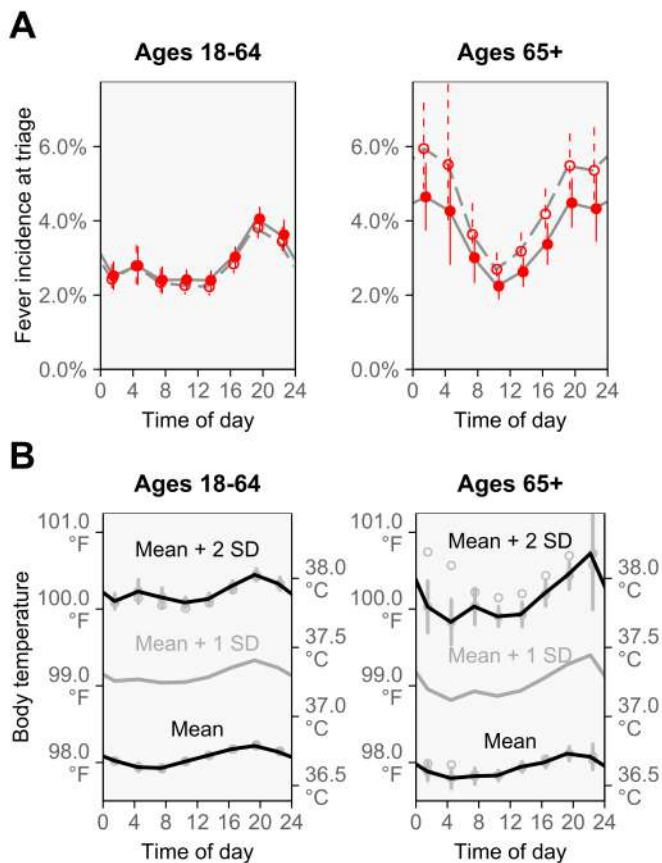 A
Ages 18-64
Ages 65+
Fever incidence at triage
6.0%
4.0%
2.0%
0.0%
0 4 8 12 16 20 24
Time of day
6.0%
4.0%
2.0%
0.0%
0 4 8 12 16 20 24
Time of day
B
Ages 18-64
Ages 65+
Body temperature
101.0
°F
100.0
°F
99.0
°F
98.0
°F
Mean + 2 SD
Mean + 1 SD
Mean
38.0
°C
37.5
°C
37.0
°C
36.5
°C
0 4 8 12 16 20 24
Time of day
101.0
°F
100.0
°F
99.0
°F
98.0
°F
Mean + 2 SD
Mean + 1 SD
Mean
38.0
°C
37.5
°C
37.0
°C
36.5
°C
0 4 8 12 16 20 24
Time of day